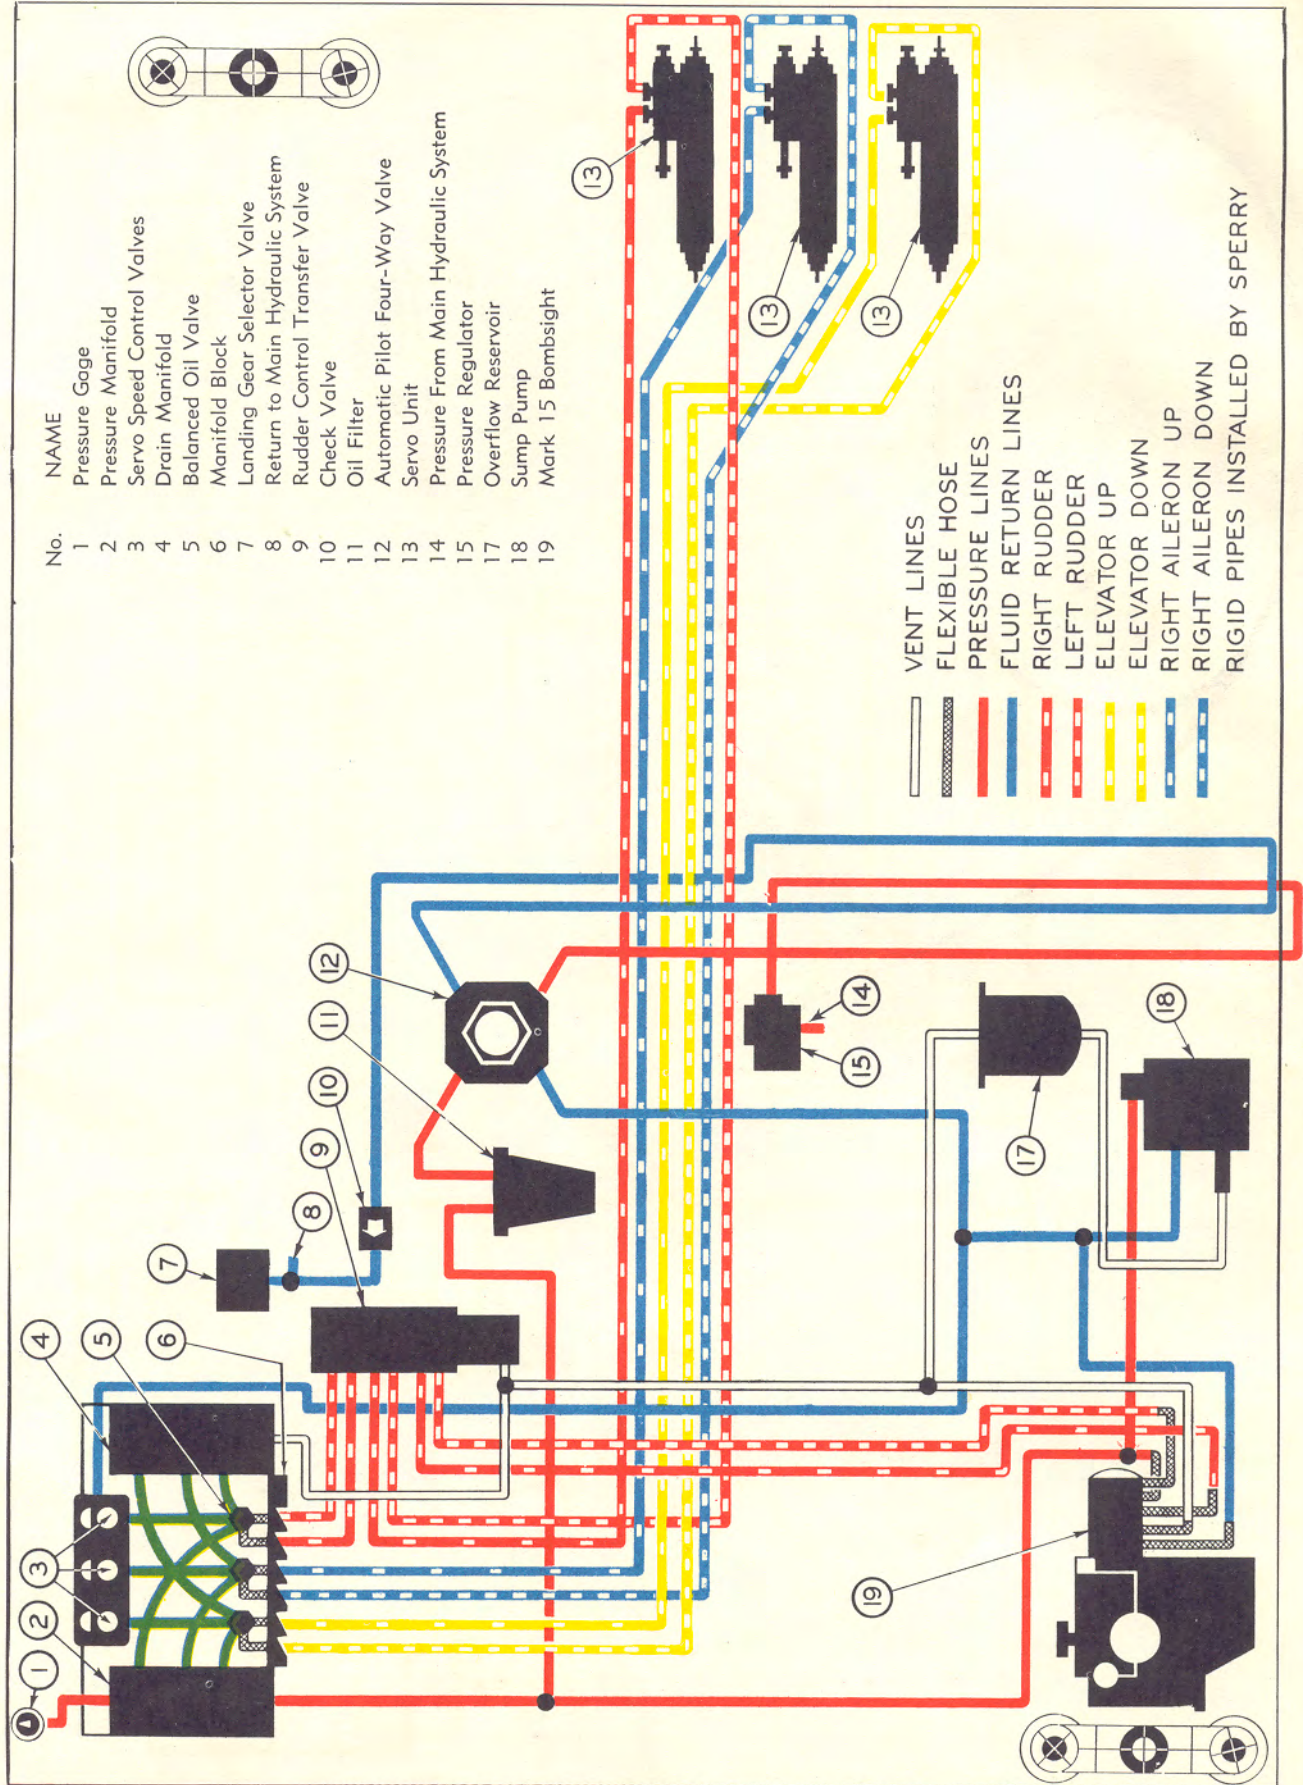 No. NAME
1 Pressure Gage
2 Pressure Manifold
3 Servo Speed Control Valves
4 Drain Manifold
5 Balanced Oil Valve
6 Manifold Block
7 Landing Gear Selector Valve
8 Return to Main Hydraulic System
9 Rudder Control Transfer Valve
10 Check Valve
11 Oil Filter
12 Automatic Pilot Four-Way Valve
13 Servo Unit
14 Pressure From Main Hydraulic System
15 Pressure Regulator
17 Overflow Reservoir
18 Sump Pump
19 Mark 15 Bombsight
1
2
3
4
5
6
7
8
9
10
11
12
13
13
13
14
15
17
18
19
VENT LINES
FLEXIBLE HOSE
PRESSURE LINES
FLUID RETURN LINES
RIGHT RUDDER
LEFT RUDDER
ELEVATOR UP
ELEVATOR DOWN
RIGHT AILERON UP
RIGHT AILERON DOWN
RIGID PIPES INSTALLED BY SPERRY